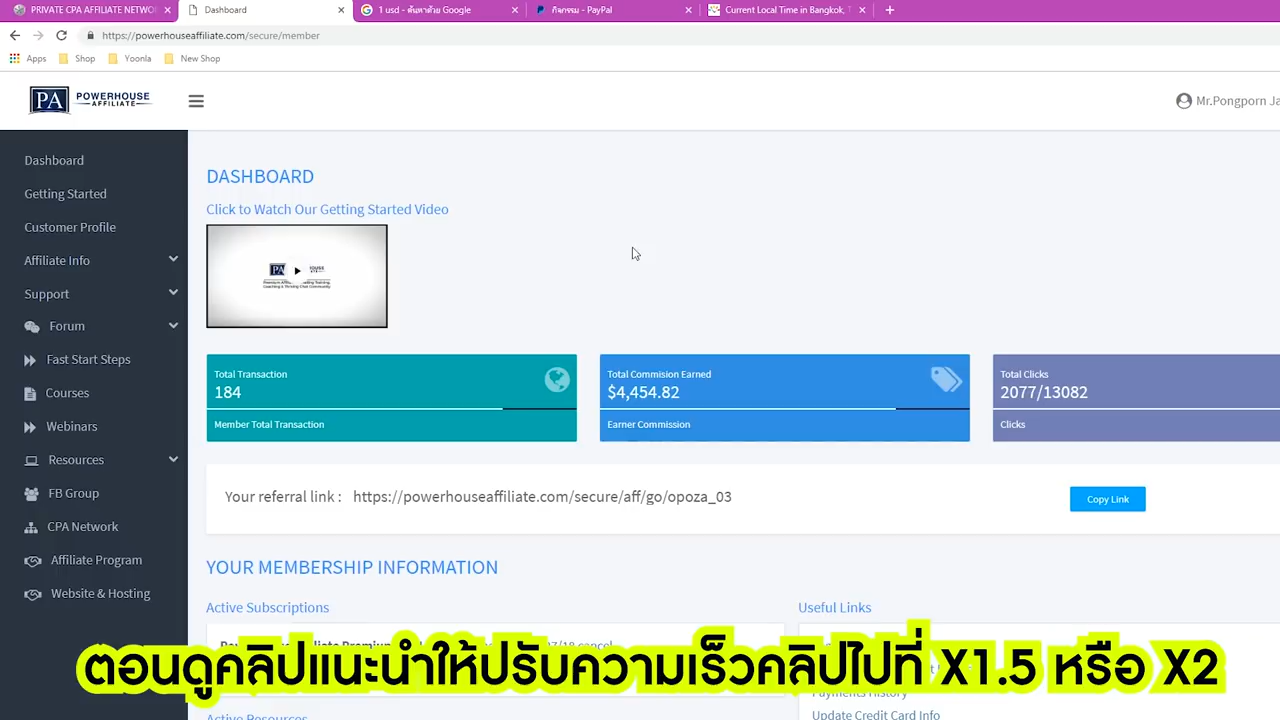 PRIVATE CPA AFFILIATE NETWO
Dashboard
1 usd - ค้นหาด้วย Google
กิจกรรม - PayPal
Current Local Time in Bangkok,
https://powerhouseaffiliate.com/secure/member
Apps
Shop
Yoonla
New Shop
PA POWERHOUSE
AFFILIATE
Mr.Pongporn Ja
Dashboard
Getting Started
Customer Profile
Affiliate Info
Support
Forum
Fast Start Steps
Courses
Webinars
Resources
FB Group
CPA Network
Affiliate Program
Website & Hosting
DASHBOARD
Click to Watch Our Getting Started Video
PA
Total Transaction
184
Member Total Transaction
Total Commision Earned
$4,454.82
Earner Commission
Total Clicks
2077/13082
Clicks
Your referral link : https://powerhouseaffiliate.com/secure/aff/go/opoza_03
Copy Link
YOUR MEMBERSHIP INFORMATION
Active Subscriptions
Useful Links
ตอนดูคลิปแนะนำให้ปรับความเร็วคลิปไปที่ X1.5 หรือ X2
Payments History
Update Credit Card Info
Active Resources